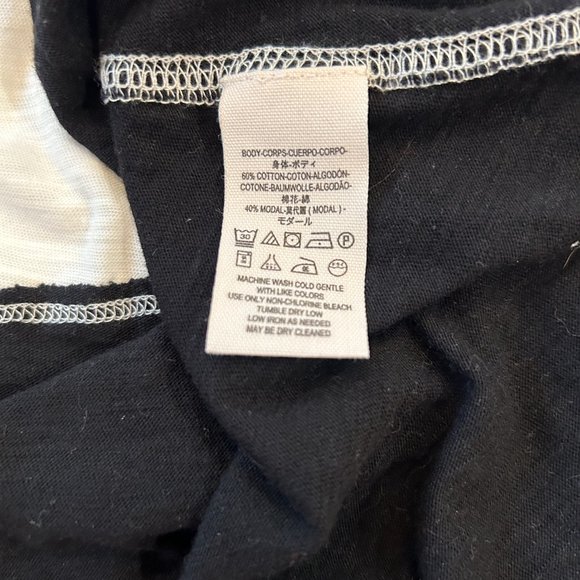 BODY-CORPS-CUERPO-CORPO-
身体-ボディ
60% COTTON-COTON-ALGODÓN-
COTONE-BAUMWOLLE-ALGODÃO-
棉花-綿
40% MODAL-莫代爾 ( MODAL ) -
モダール
30 P
MACHINE WASH COLD GENTLE
WITH LIKE COLORS
USE ONLY NON-CHLORINE BLEACH
TUMBLE DRY LOW
LOW IRON AS NEEDED
MAY BE DRY CLEANED